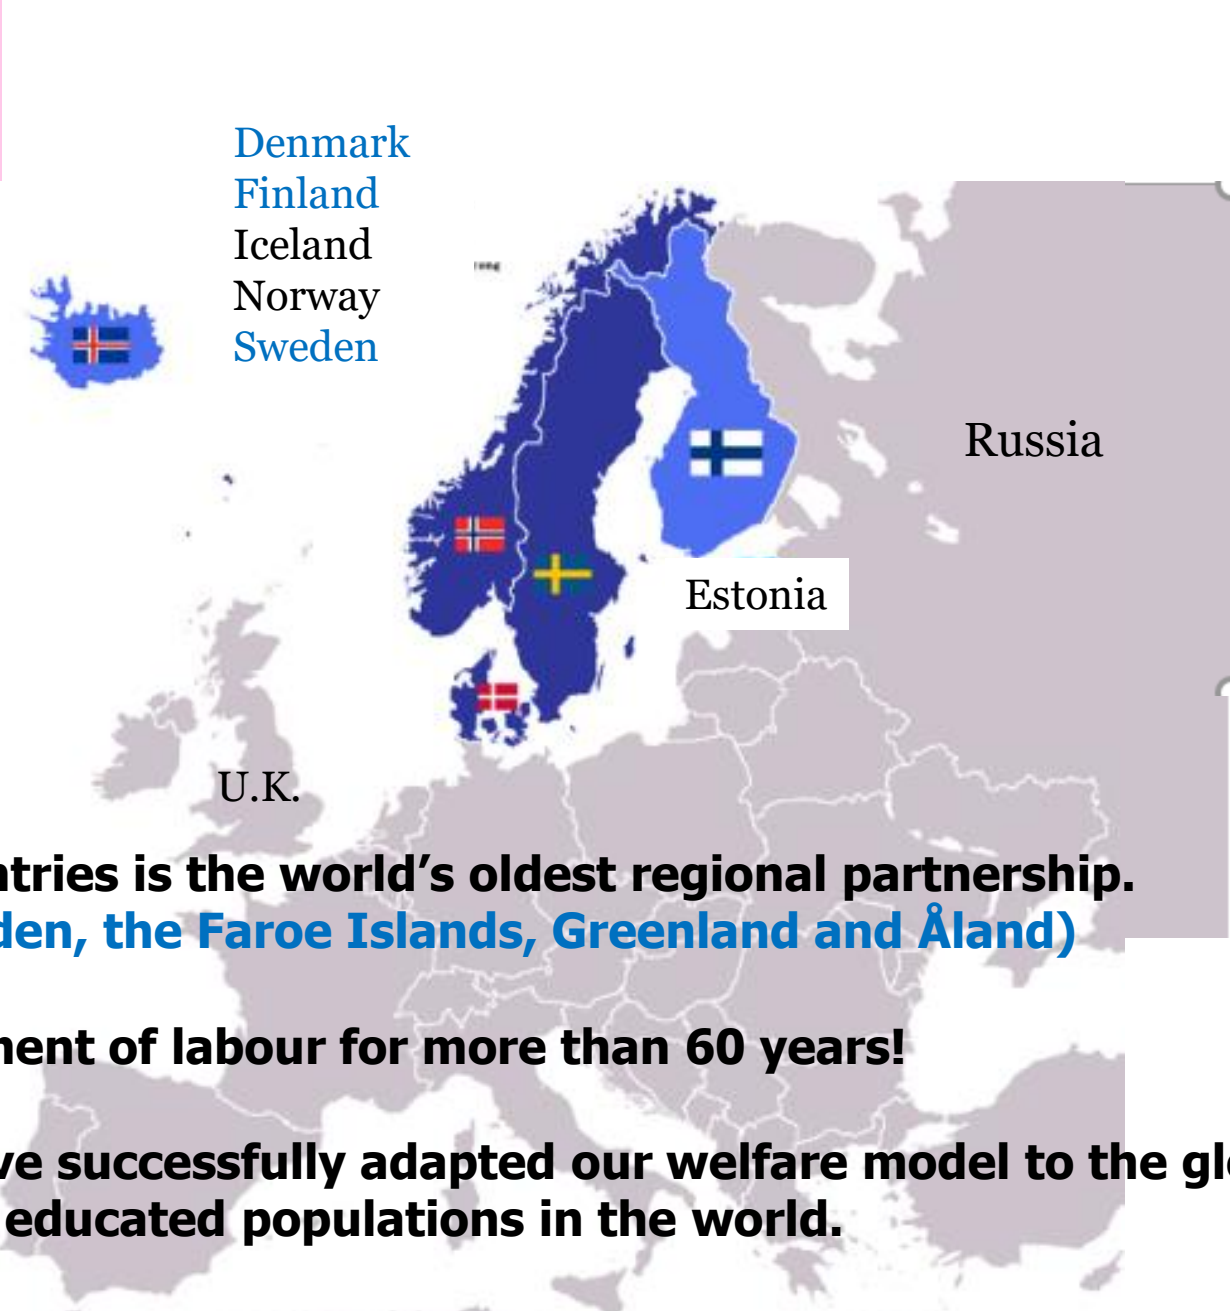 Denmark
Finland
Iceland
Norway
Sweden
Russia
Estonia
U.K.
ntries is the world’s oldest regional partnership.
den, the Faroe Islands, Greenland and Åland)
nent of labour for more than 60 years!
ve successfully adapted our welfare model to the gl
educated populations in the world.